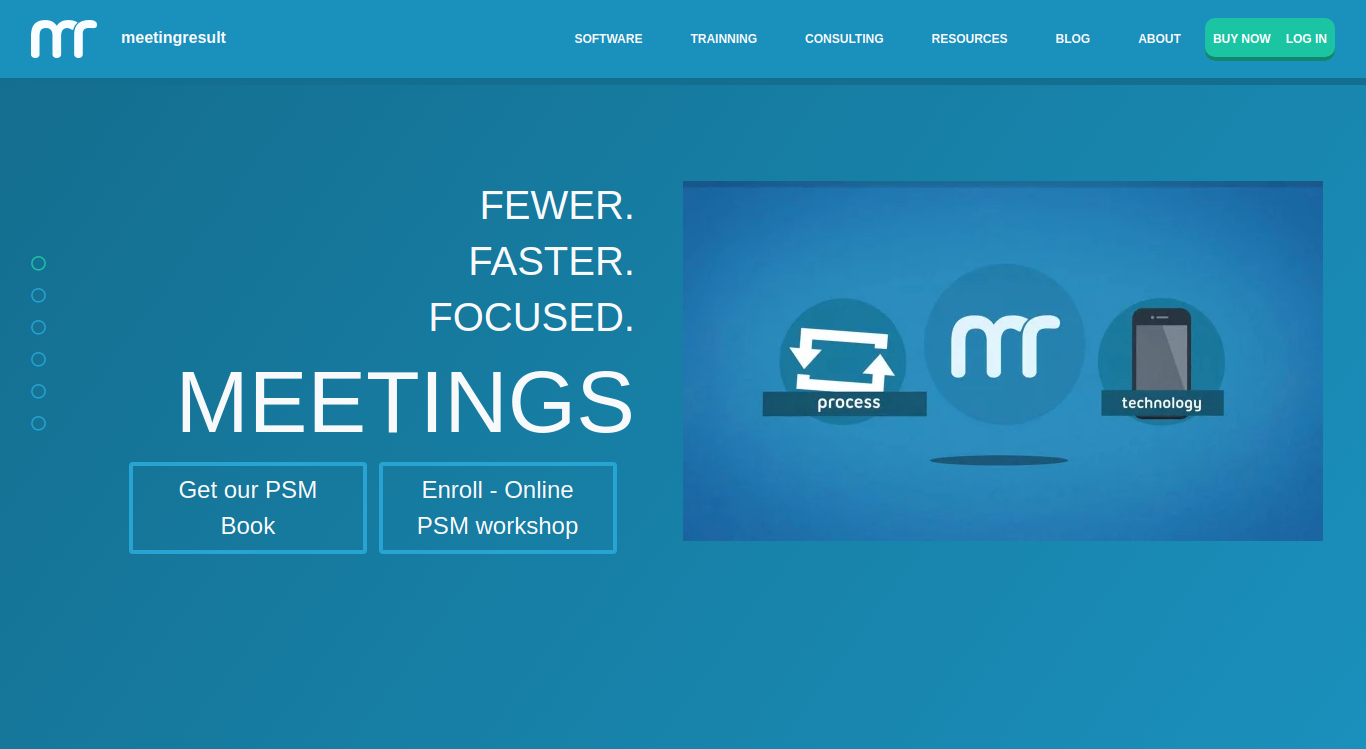 mr meetingresult
SOFTWARE TRAINNING CONSULTING RESOURCES BLOG ABOUT BUY NOW LOG IN
FEWER.
FASTER.
FOCUSED.
MEETINGS
Get our PSM
Book
Enroll - Online
PSM workshop
mr
process
technology